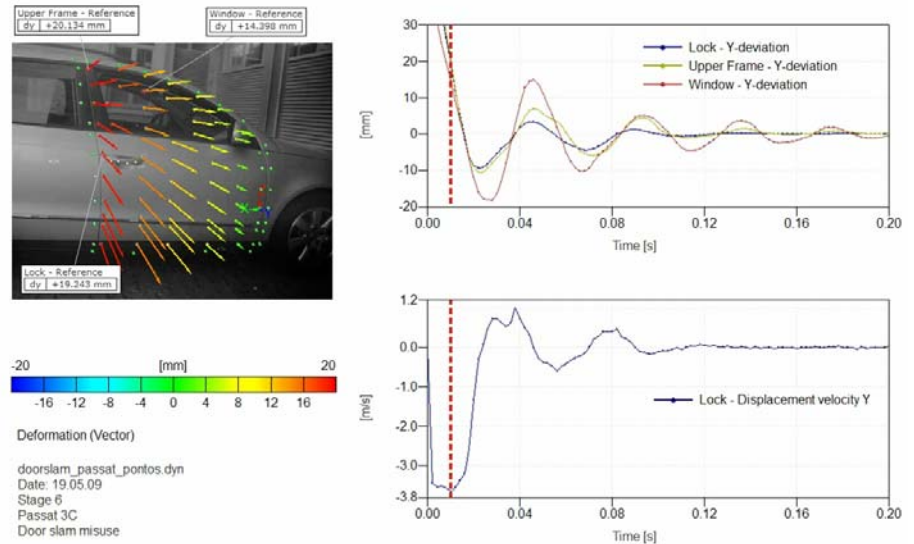 Upper Frame - Reference
dy +20.134 mm
Window - Reference
dy +14.398 mm
Lock - Reference
dy +19.243 mm
[mm]
-20 20
-16 -12 -8 -4 0 4 8 12 16
Deformation (Vector)
doorslam_passat_pontos.dyn
Date: 19.05.09
Stage 6
Passat 3C
Door slam misuse
30
20
10
0
-10
-20
[mm]
Lock - Y-deviation
Upper Frame - Y-deviation
Window - Y-deviation
0.00 0.04 0.08 0.12 0.16 0.20
Time [s]
1.2
0.0
-1.0
-2.0
-3.0
-3.8
[m/s]
Lock - Displacement velocity Y
0.00 0.04 0.08 0.12 0.16 0.20
Time [s]